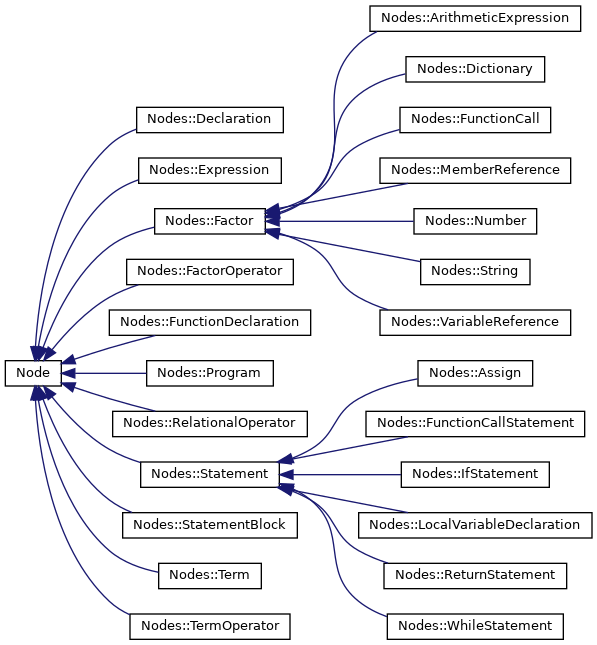 Nodes::ArithmeticExpression
Nodes::Dictionary
Nodes::Declaration
Nodes::FunctionCall
Nodes::Expression
Nodes::MemberReference
Nodes::Factor
Nodes::Number
Nodes::FactorOperator
Nodes::String
Nodes::FunctionDeclaration
Nodes::VariableReference
Node
Nodes::Program
Nodes::Assign
Nodes::RelationalOperator
Nodes::FunctionCallStatement
Nodes::Statement
Nodes::IfStatement
Nodes::StatementBlock
Nodes::LocalVariableDeclaration
Nodes::Term
Nodes::ReturnStatement
Nodes::TermOperator
Nodes::WhileStatement